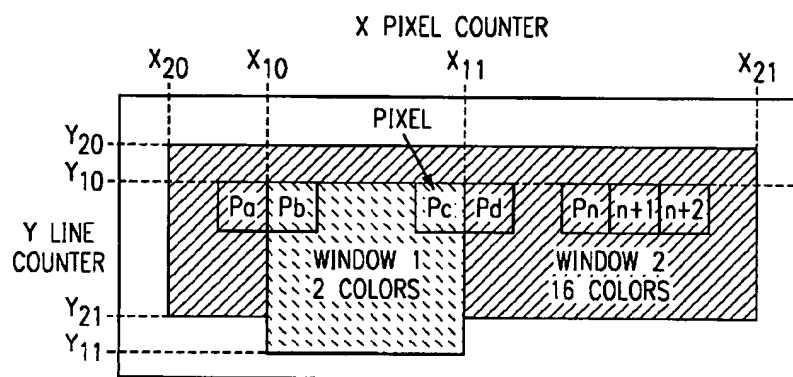 X PIXEL COUNTER
X20 X10 X11 X21
PIXEL
Y20
Y10
Pa Pb Pc Pd Pn n+1 n+2
Y LINE
COUNTER
WINDOW 1
2 COLORS
WINDOW 2
16 COLORS
Y21
Y11